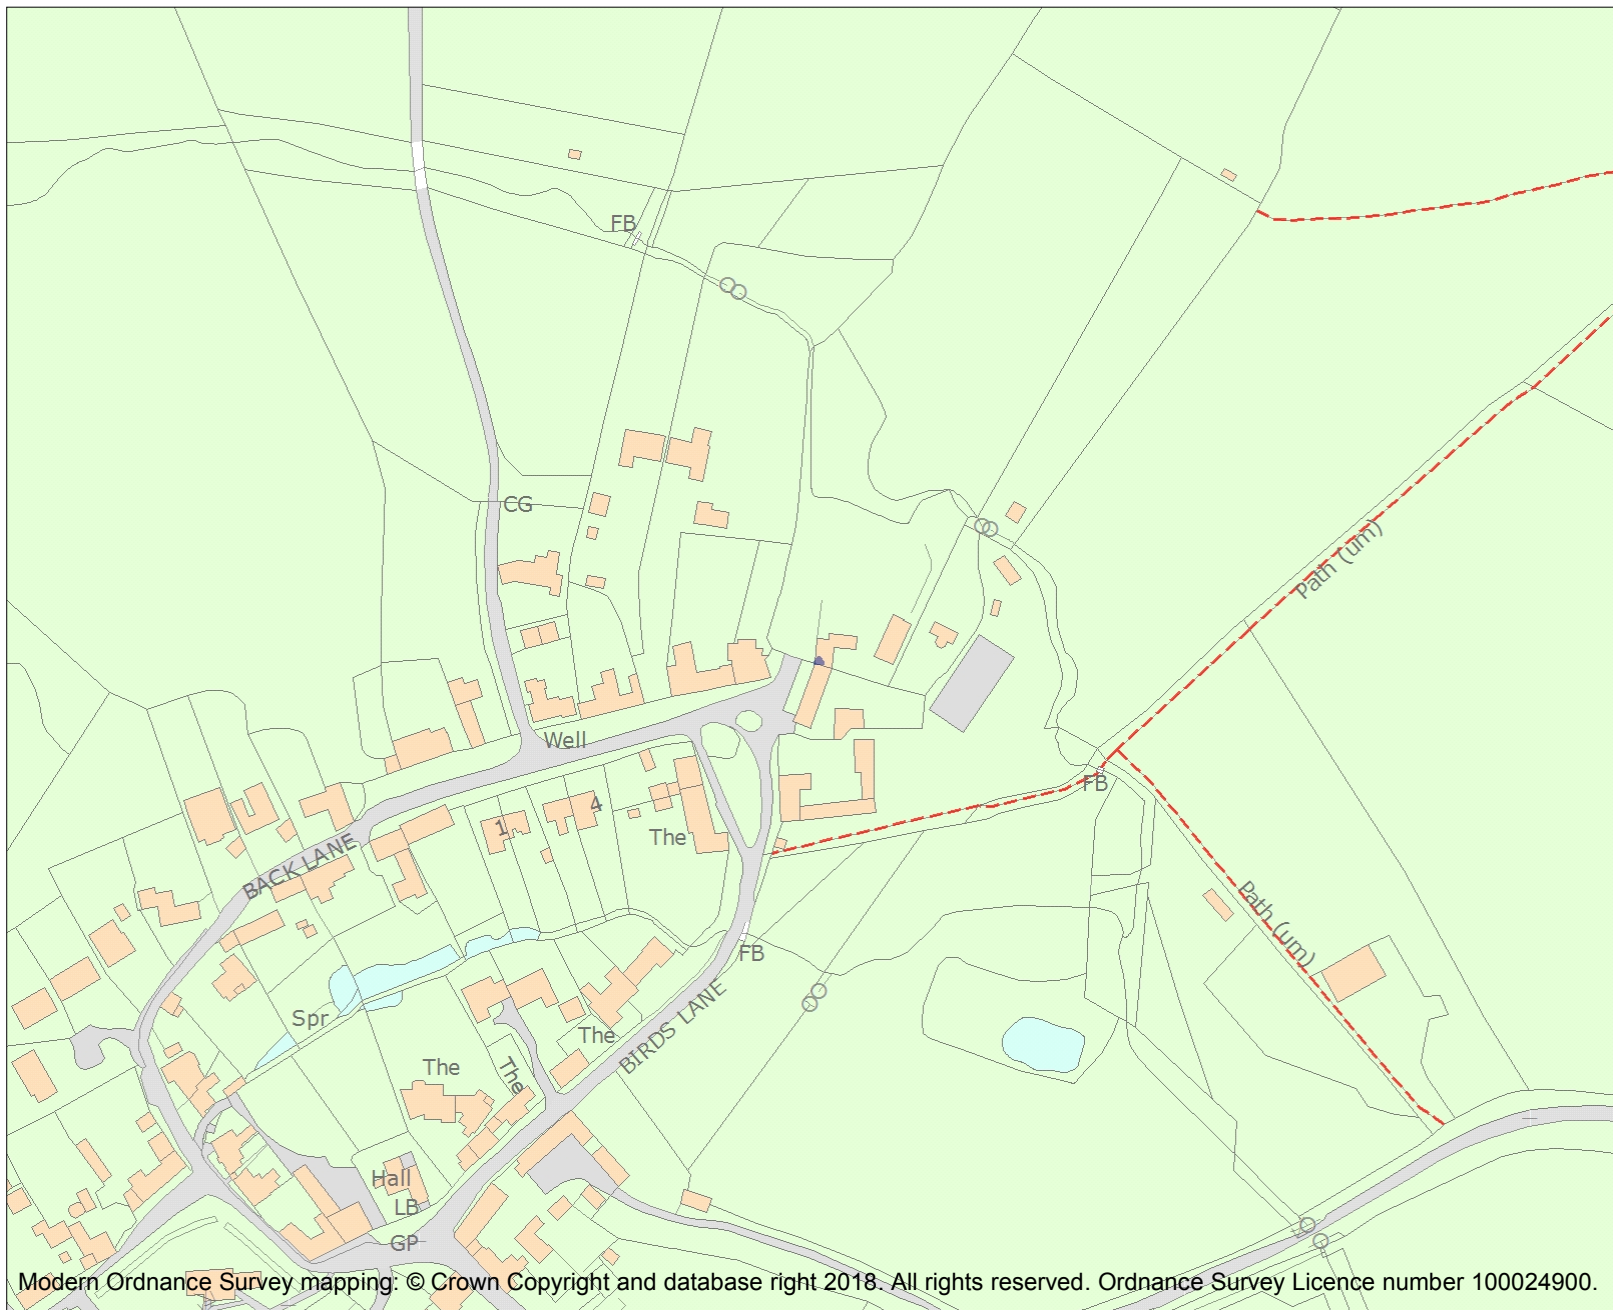 FB
CG
Path (um)
Well
FB
4
1
The
BACK LANE
Path (um)
FB
BIRDS LANE
Spr
The
The
The
Hall
LB
GP
Modern Ordnance Survey mapping: © Crown Copyright and database right 2018. All rights reserved. Ordnance Survey Licence number 100024900.